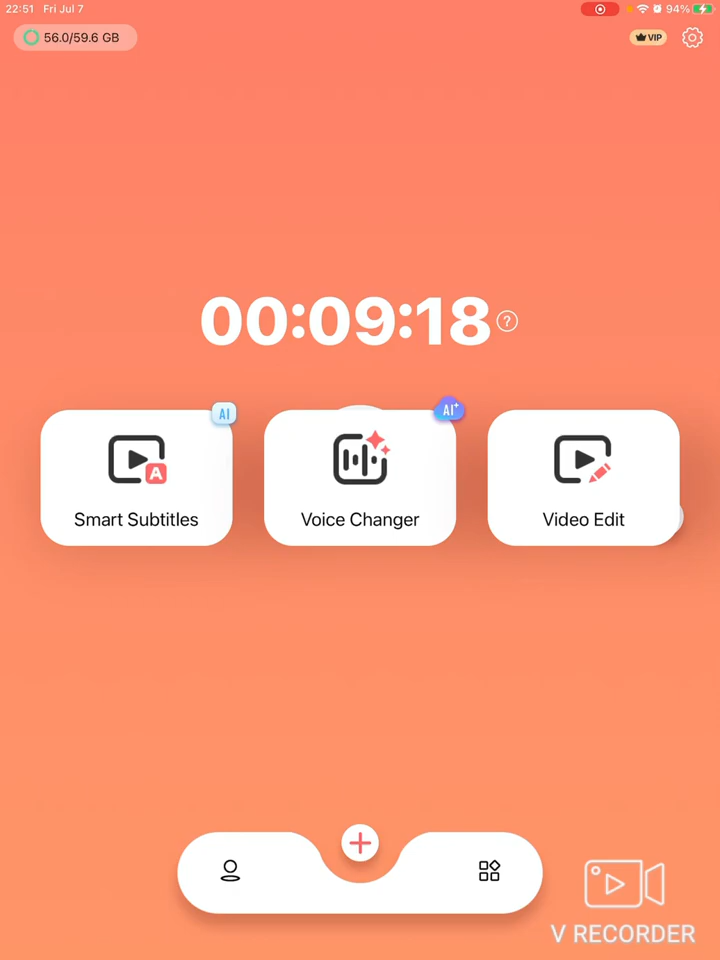 22:51 Fri Jul 7
94%
56.0/59.6 GB
VIP
00:09:18
?
AI
AI+
A
Smart Subtitles
Voice Changer
Video Edit
V RECORDER